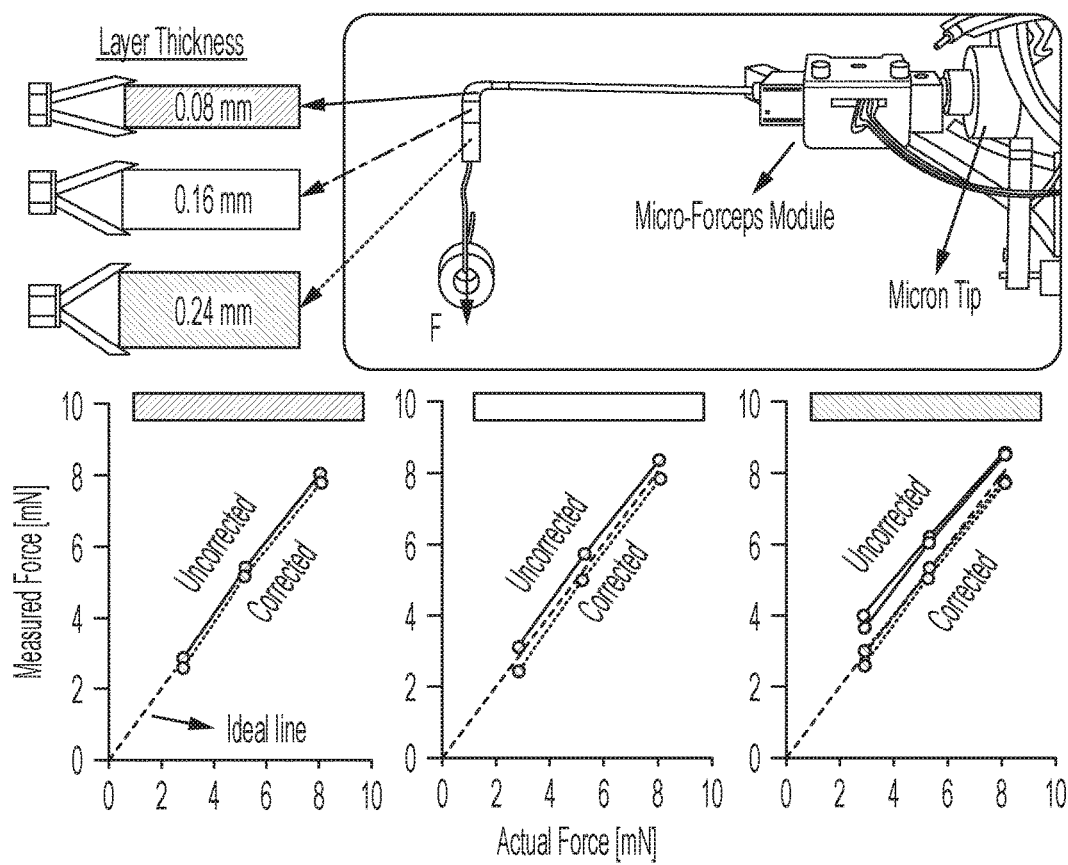 Layer Thickness
0.08 mm
0.16 mm
0.24 mm
Micro-Forceps Module
Micron Tip
F
Measured Force [mN]
10
8
6
4
2
0
Uncorrected
Corrected
Ideal line
0 2 4 6 8 10
10
8
6
4
2
0
Uncorrected
Corrected
0 2 4 6 8 10
10
8
6
4
2
0
Uncorrected
Corrected
0 2 4 6 8 10
Actual Force [mN]